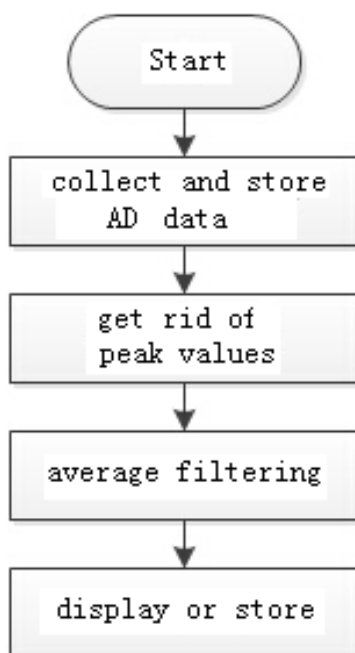 Start
collect and store
AD data
get rid of
peak values
average filtering
display or store